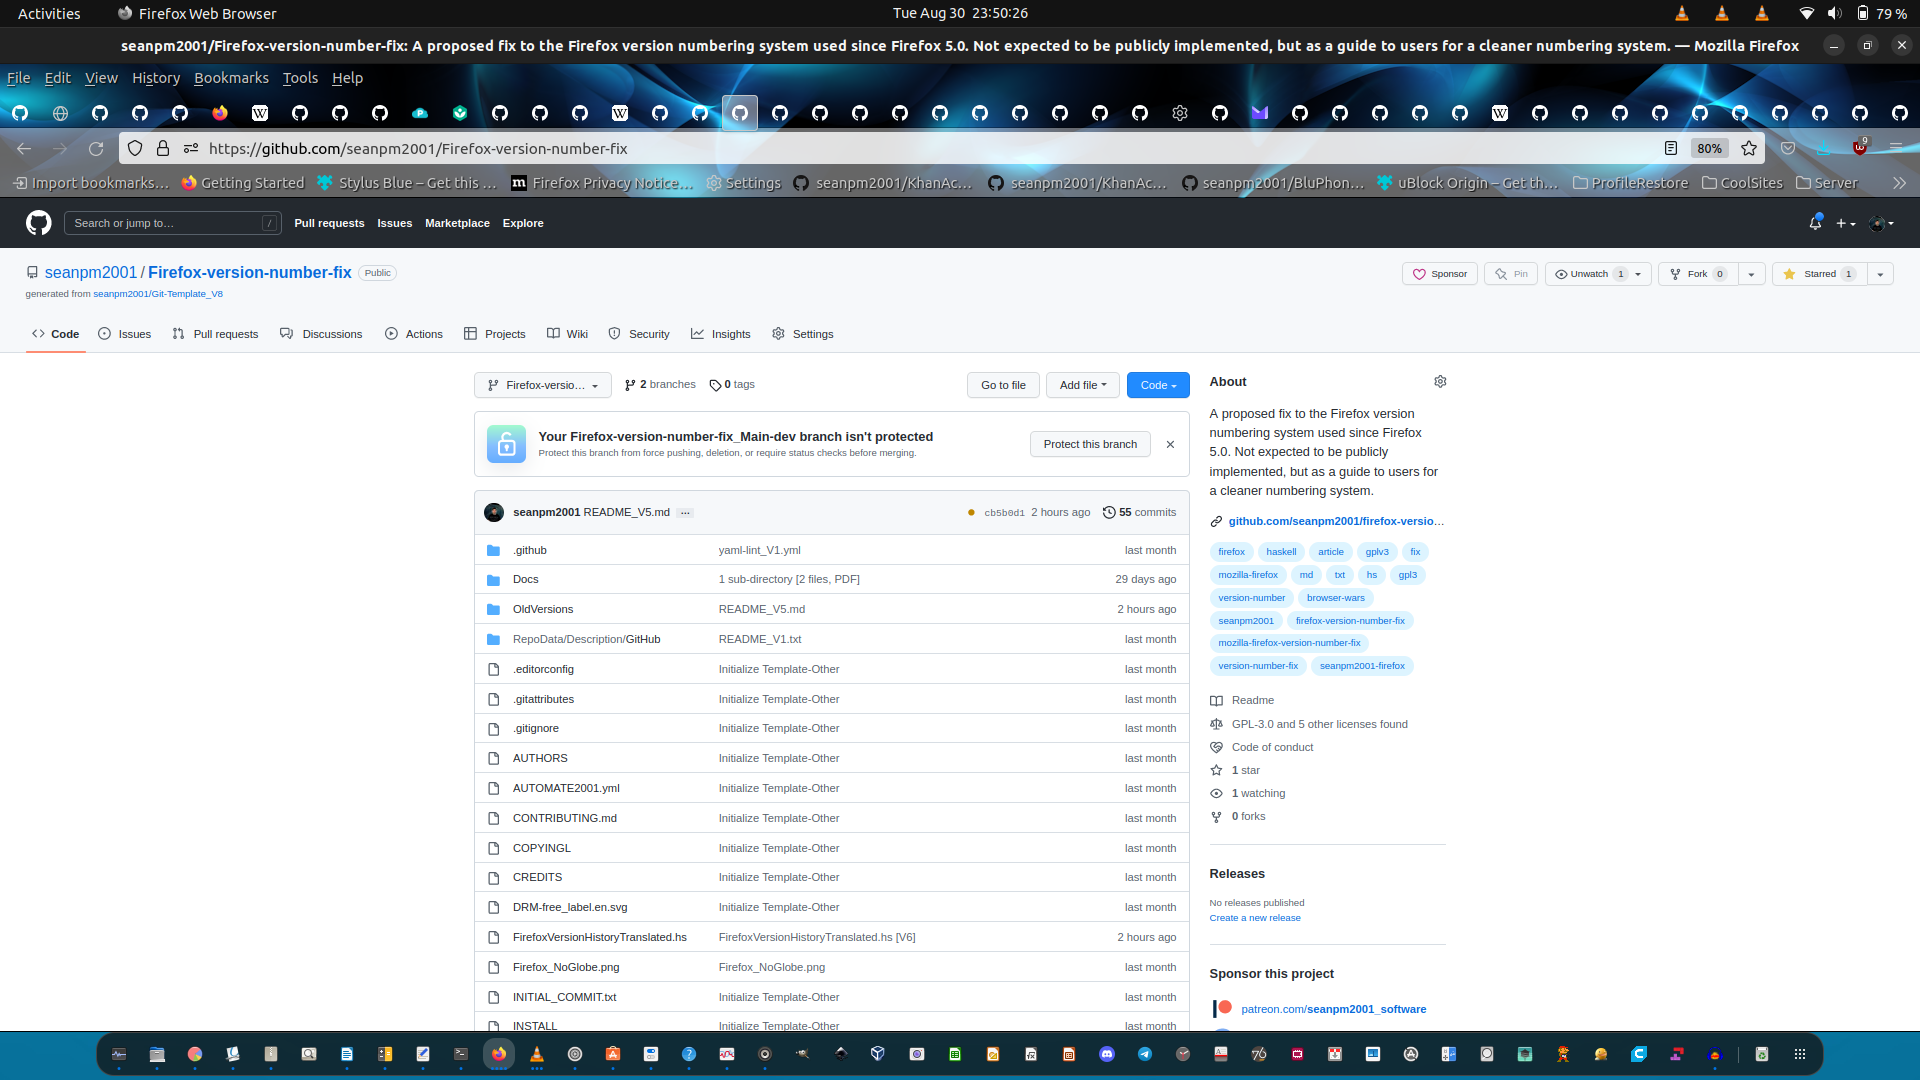 Activities
Firefox Web Browser
Tue Aug 30 23:50:26
79 %
seanpm2001/Firefox-version-number-fix: A proposed fix to the Firefox version numbering system used since Firefox 5.0. Not expected to be publicly implemented, but as a guide to users for a cleaner numbering system. — Mozilla Firefox
File Edit View History Bookmarks Tools Help
https://github.com/seanpm2001/Firefox-version-number-fix
80%
9
Import bookmarks…
Getting Started
Stylus Blue – Get this …
Firefox Privacy Notice…
Settings
seanpm2001/KhanAc…
seanpm2001/KhanAc…
seanpm2001/BluPhon…
uBlock Origin – Get th…
ProfileRestore
CoolSites
Server
Search or jump to…
/
Pull requests
Issues
Marketplace
Explore
seanpm2001 / Firefox-version-number-fix Public
generated from seanpm2001/Git-Template_V8
Sponsor
Pin
Unwatch 1
Fork 0
Starred 1
Code
Issues
Pull requests
Discussions
Actions
Projects
Wiki
Security
Insights
Settings
Firefox-versio…
2 branches
0 tags
Go to file
Add file
Code
Your Firefox-version-number-fix_Main-dev branch isn't protected
Protect this branch from force pushing, deletion, or require status checks before merging.
Protect this branch
seanpm2001 README_V5.md …
cb5b0d1 2 hours ago
55 commits
.github yaml-lint_V1.yml last month
Docs 1 sub-directory [2 files, PDF] 29 days ago
OldVersions README_V5.md 2 hours ago
RepoData/Description/GitHub README_V1.txt last month
.editorconfig Initialize Template-Other last month
.gitattributes Initialize Template-Other last month
.gitignore Initialize Template-Other last month
AUTHORS Initialize Template-Other last month
AUTOMATE2001.yml Initialize Template-Other last month
CONTRIBUTING.md Initialize Template-Other last month
COPYINGL Initialize Template-Other last month
CREDITS Initialize Template-Other last month
DRM-free_label.en.svg Initialize Template-Other last month
FirefoxVersionHistoryTranslated.hs FirefoxVersionHistoryTranslated.hs [V6] 2 hours ago
Firefox_NoGlobe.png Firefox_NoGlobe.png last month
INITIAL_COMMIT.txt Initialize Template-Other last month
INSTALL Initialize Template-Other last month
About
A proposed fix to the Firefox version
numbering system used since Firefox
5.0. Not expected to be publicly
implemented, but as a guide to users for
a cleaner numbering system.
github.com/seanpm2001/firefox-versio…
firefox haskell article gplv3 fix
mozilla-firefox md txt hs gpl3
version-number browser-wars
seanpm2001 firefox-version-number-fix
mozilla-firefox-version-number-fix
version-number-fix seanpm2001-firefox
Readme
GPL-3.0 and 5 other licenses found
Code of conduct
1 star
1 watching
0 forks
Releases
No releases published
Create a new release
Sponsor this project
patreon.com/seanpm2001_software